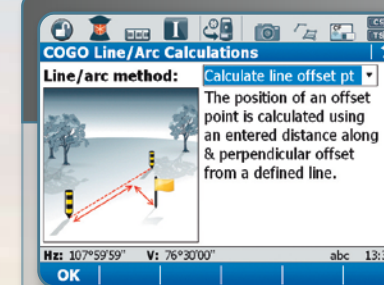 I
COGO Line/Arc Calculations
Line/arc method: Calculate line offset pt
The position of an offset
point is calculated using
an entered distance along
& perpendicular offset
from a defined line.
Hz: 107°59'59" V: 76°30'00" abc
OK